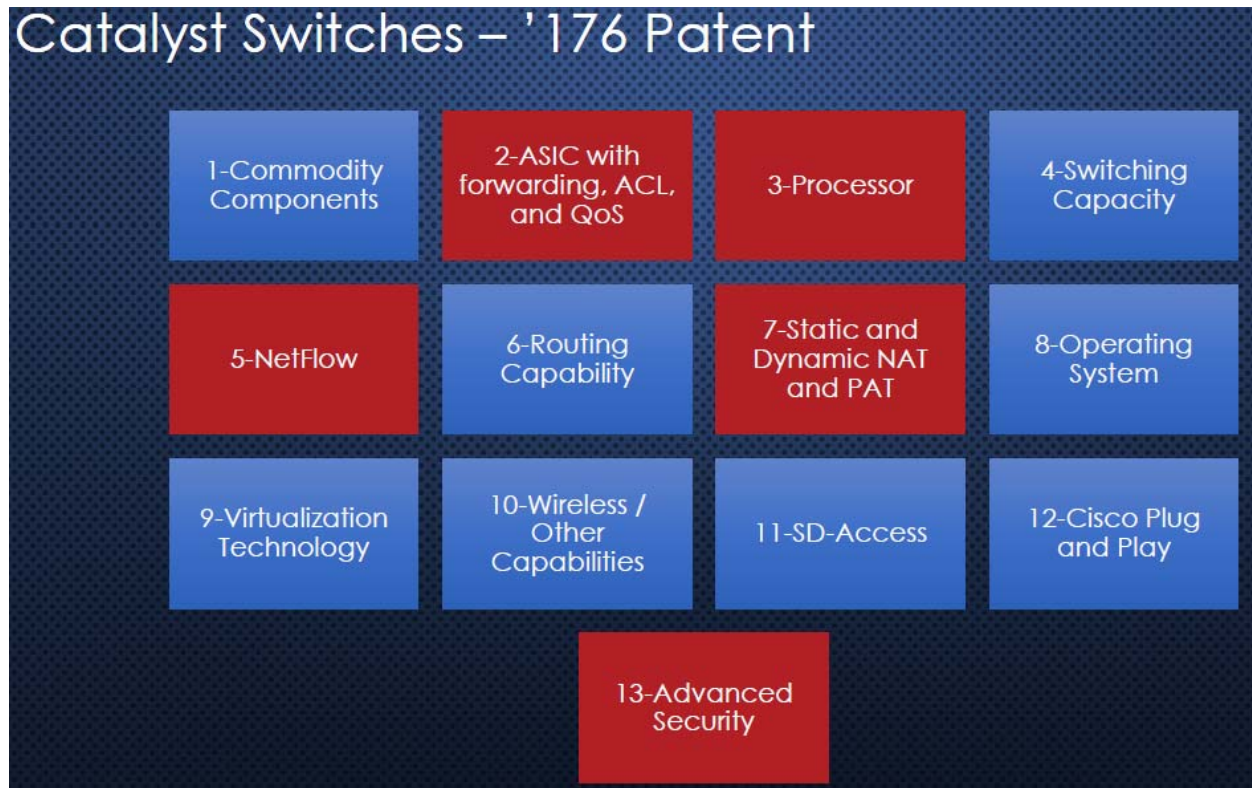 Catalyst Switches – ’176 Patent
1-Commodity
Components
2-ASIC with
forwarding, ACL,
and QoS
3-Processor
4-Switching
Capacity
5-NetFlow
6-Routing
Capability
7-Static and
Dynamic NAT
and PAT
8-Operating
System
9-Virtualization
Technology
10-Wireless /
Other
Capabilities
11-SD-Access
12-Cisco Plug
and Play
13-Advanced
Security